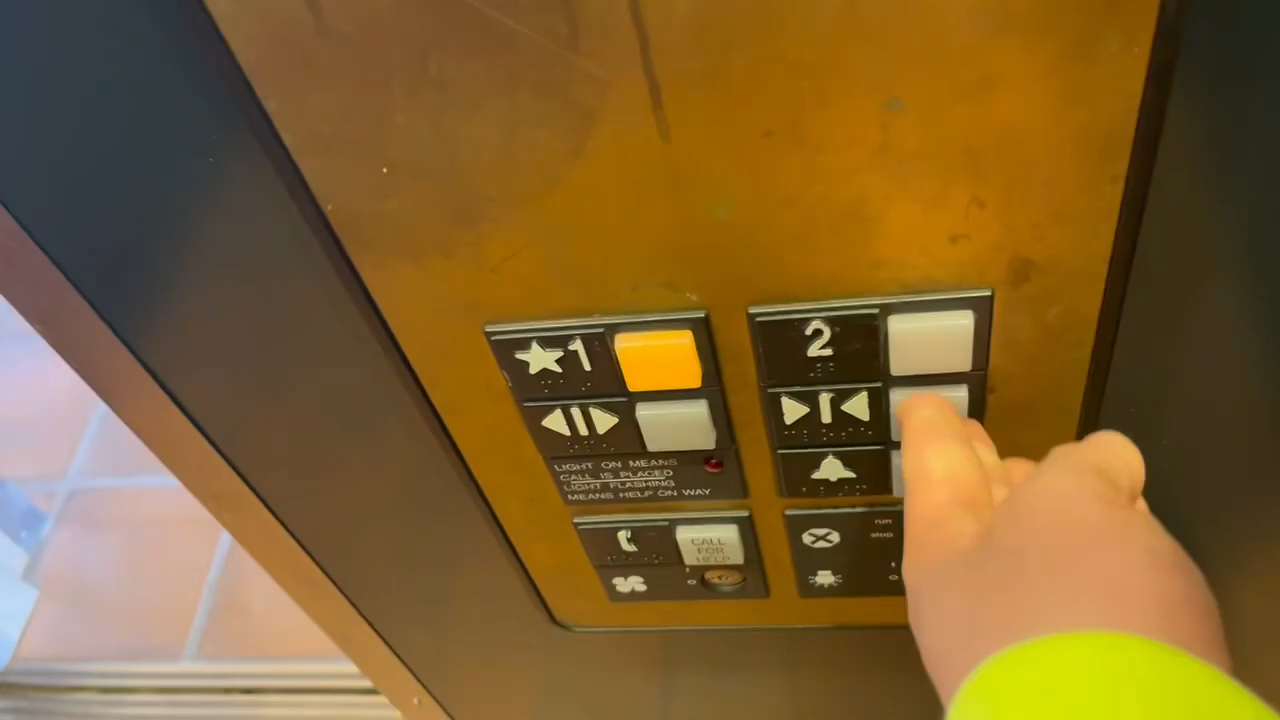 ★1
2
LIGHT ON MEANS
CALL IS PLACED
LIGHT FLASHING
MEANS HELP ON WAY
CALL
FOR
HELP
run
stop
I
O
I
O